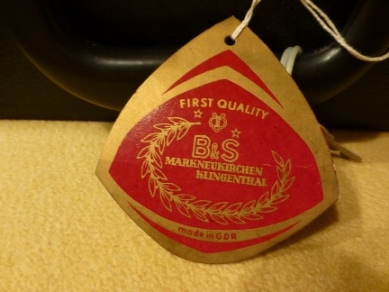 FIRST QUALITY
B&S
MARKNEUKIRCHEN
KLINGENTHAL
made in GDR